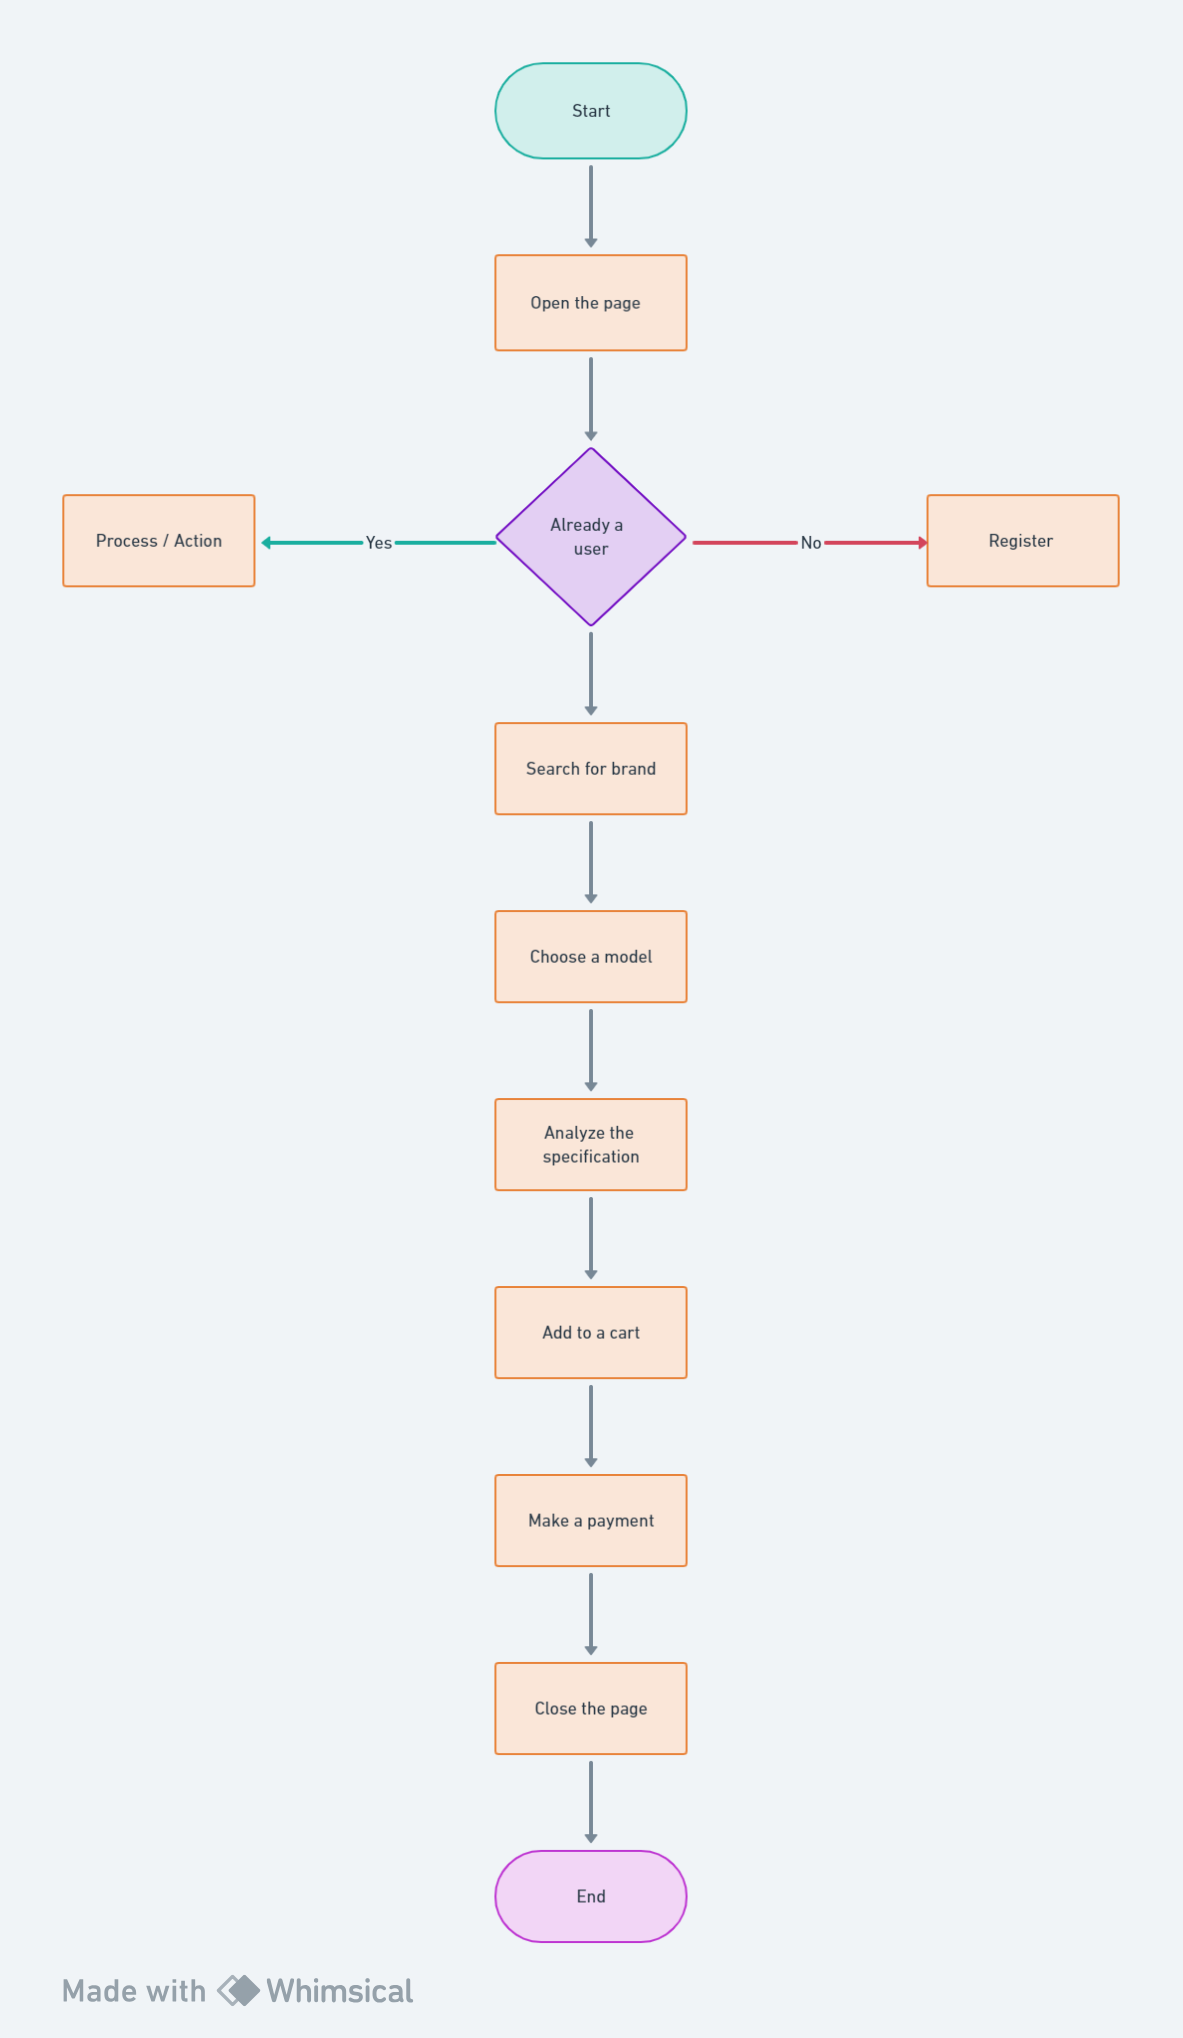 Start
Open the page
Already a
user
Process / Action
Yes
No
Register
Search for brand
Choose a model
Analyze the
specification
Add to a cart
Make a payment
Close the page
End
Made with Whimsical